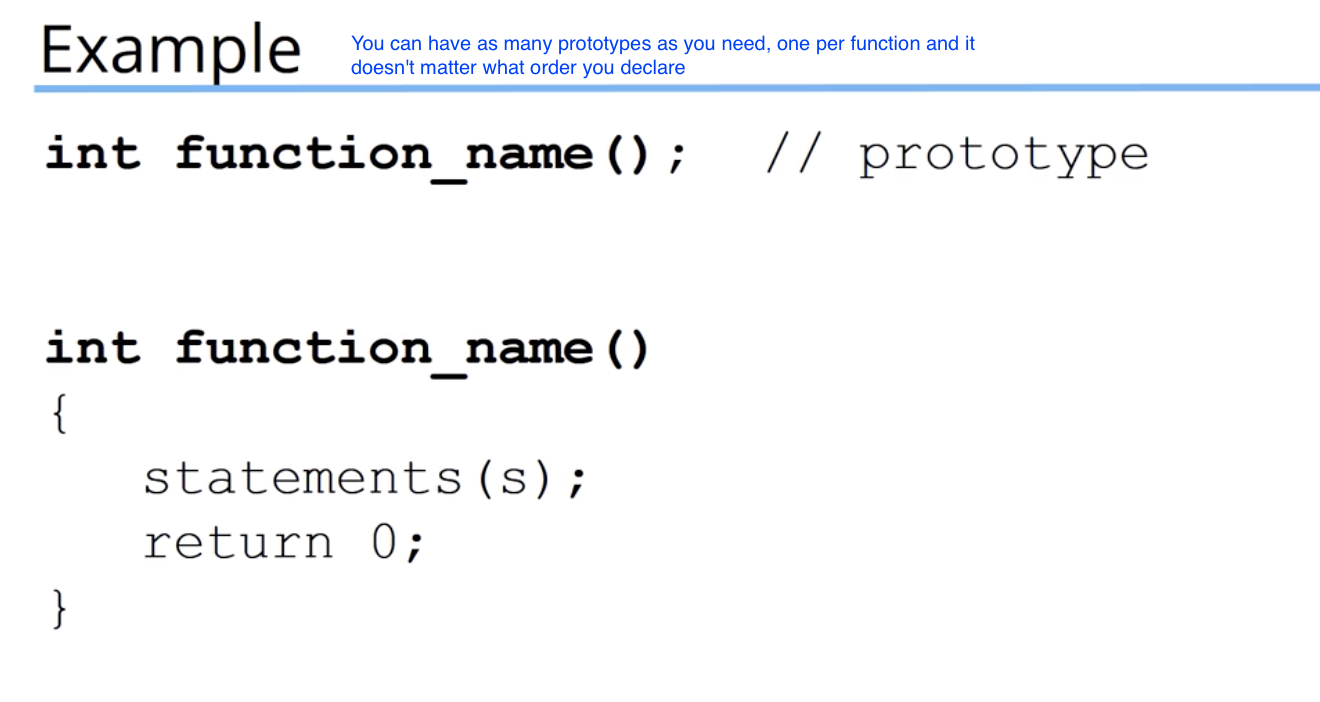 Example
You can have as many prototypes as you need, one per function and it
doesn't matter what order you declare
int function_name(); // prototype
int function_name()
{
statements(s);
return 0;
}